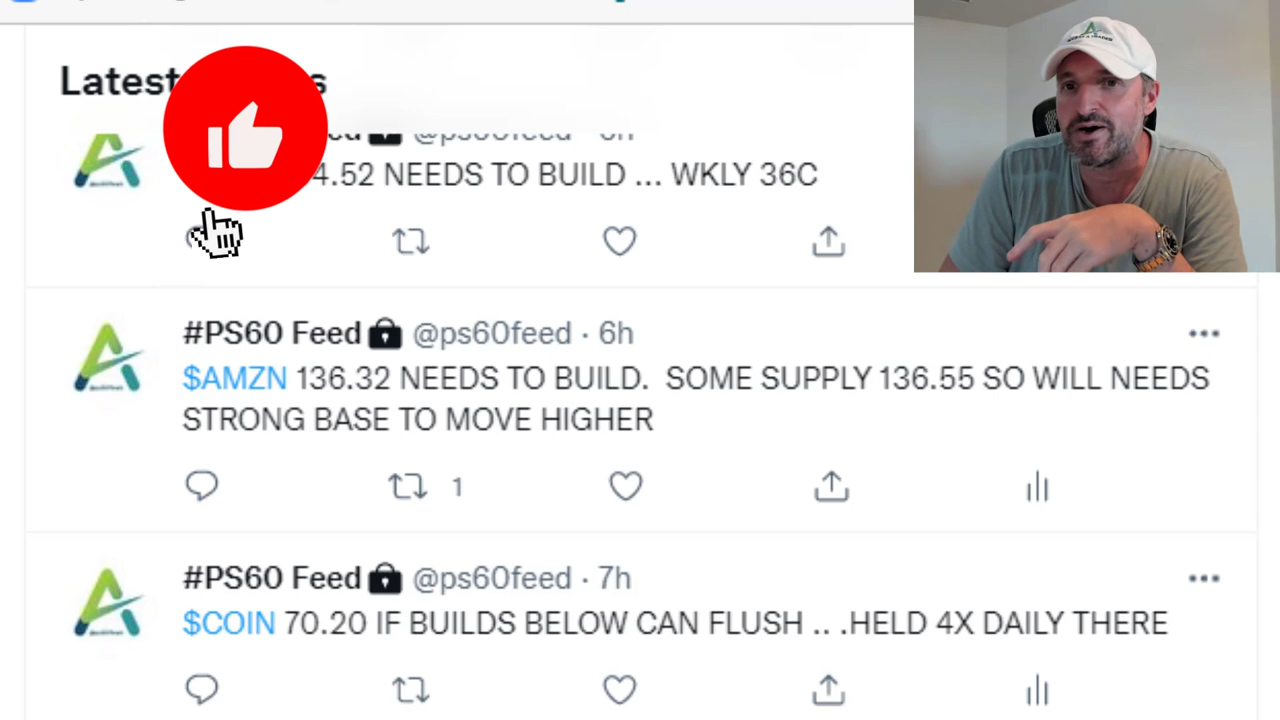 Latest
@ps60feed · 6h
4.52 NEEDS TO BUILD ... WKLY 36C
#PS60 Feed @ps60feed · 6h
$AMZN 136.32 NEEDS TO BUILD. SOME SUPPLY 136.55 SO WILL NEEDS
STRONG BASE TO MOVE HIGHER
1
#PS60 Feed @ps60feed · 7h
$COIN 70.20 IF BUILDS BELOW CAN FLUSH .. .HELD 4X DAILY THERE